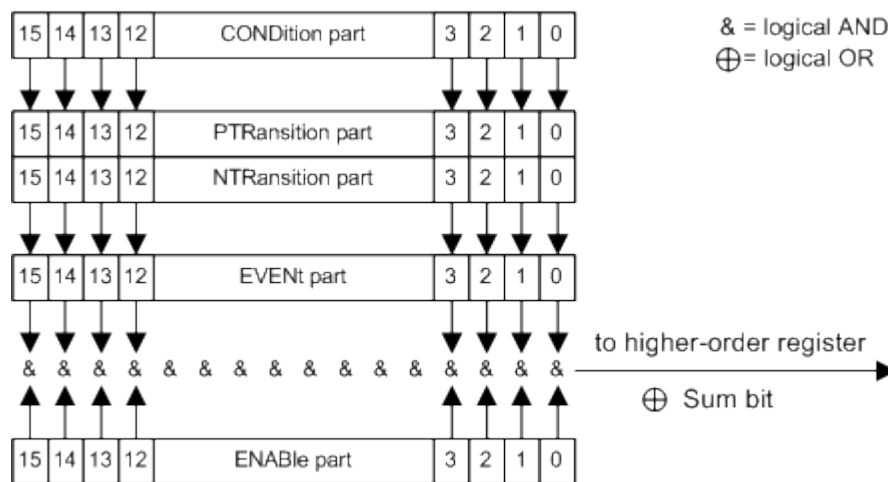 15 14 13 12 CONDition part 3 2 1 0
& = logical AND
⊕ = logical OR
15 14 13 12 PTRansition part 3 2 1 0
15 14 13 12 NTRansition part 3 2 1 0
15 14 13 12 EVENt part 3 2 1 0
to higher-order register
& & & & & & & & & & & & & & & &
⊕ Sum bit
15 14 13 12 ENABle part 3 2 1 0